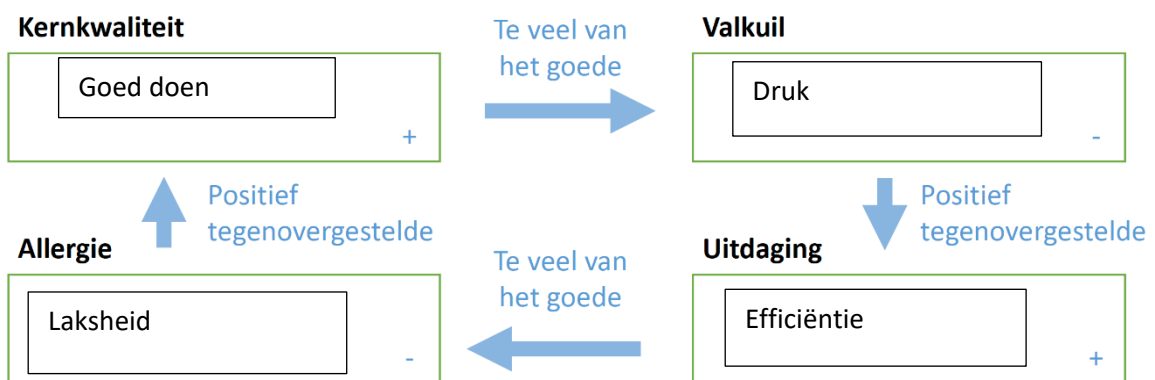 Kernkwaliteit
Te veel van
het goede
Valkuil
Goed doen
+
Druk
-
Positief
tegenovergestelde
Positief
tegenovergestelde
Allergie
Te veel van
het goede
Uitdaging
Laksheid
-
Efficiëntie
+